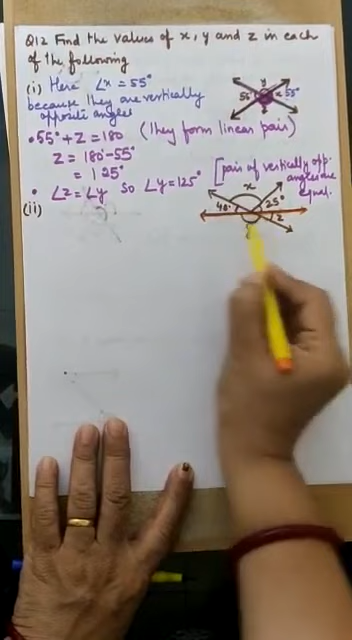 Q12 Find the values of x, y and z in each
of the following
(i) Here ∠x = 55°
because they are vertically
opposite angles
y
55° x 55°
z
• 55° + Z = 180 (They form linear pair)
Z = 180° - 55°
= 125°
• ∠z = ∠y So ∠y = 125° [pair of vertically opp.
angles are
equal.
(ii)
x
40° 25°
z